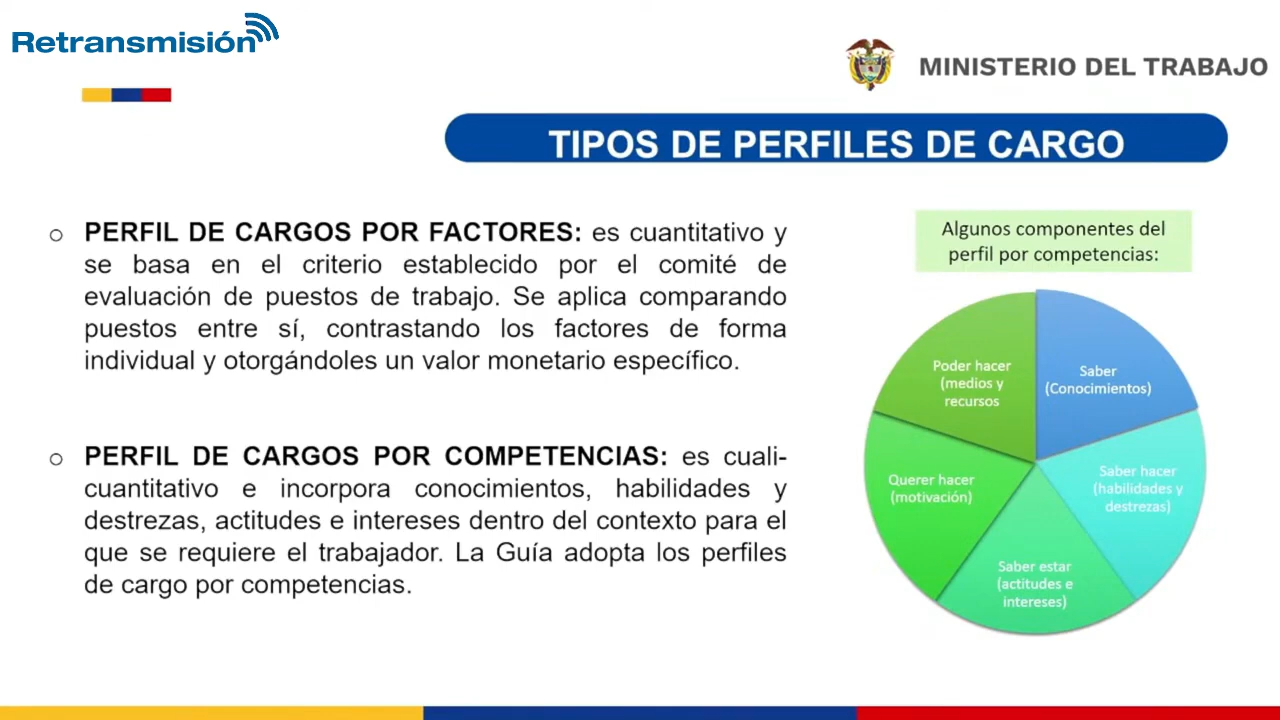 Retransmisión
MINISTERIO DEL TRABAJO
TIPOS DE PERFILES DE CARGO
o PERFIL DE CARGOS POR FACTORES: es cuantitativo y
se basa en el criterio establecido por el comité de
evaluación de puestos de trabajo. Se aplica comparando
puestos entre sí, contrastando los factores de forma
individual y otorgándoles un valor monetario específico.
o PERFIL DE CARGOS POR COMPETENCIAS: es cuali-
cuantitativo e incorpora conocimientos, habilidades y
destrezas, actitudes e intereses dentro del contexto para el
que se requiere el trabajador. La Guía adopta los perfiles
de cargo por competencias.
Algunos componentes del
perfil por competencias:
Poder hacer
(medios y
recursos
Saber
(Conocimientos)
Querer hacer
(motivación)
Saber hacer
(habilidades y
destrezas)
Saber estar
(actitudes e
intereses)